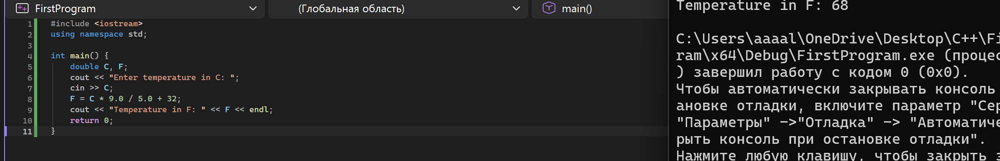 FirstProgram
(Глобальная область)
main()
1 #include <iostream>
2 using namespace std;
3
4 int main() {
5 double C, F;
6 cout << "Enter temperature in C: ";
7 cin >> C;
8 F = C * 9.0 / 5.0 + 32;
9 cout << "Temperature in F: " << F << endl;
10 return 0;
11 }
Temperature in F: 68
C:\Users\aaaal\OneDrive\Desktop\C++\Fi
ram\x64\Debug\FirstProgram.exe (процес
) завершил работу с кодом 0 (0x0).
Чтобы автоматически закрывать консоль
ановке отладки, включите параметр "Сер
"Параметры" ->"Отладка" -> "Автоматиче
рыть консоль при остановке отладки".
Нажмите любую клавишу, чтобы закрыть э